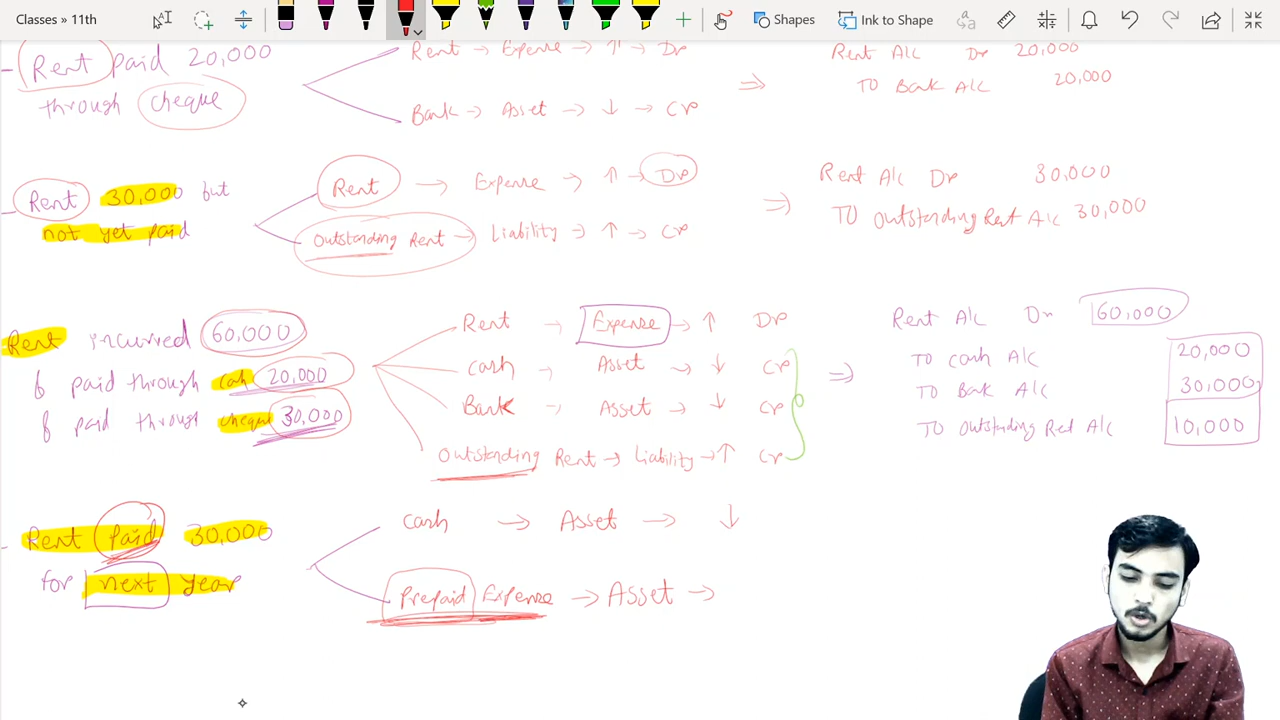 Classes » 11th
Shapes
Ink to Shape
Rent paid 20,000
through cheque
Rent → Expense → ↑ → Dr
Bank → Asset → ↓ → Cr
⇒
Rent A/c Dr 20,000
TO Bank A/c 20,000
Rent 30,000 but
not yet paid
Rent → Expense → ↑ → Dr
Outstanding Rent → Liability → ↑ → Cr
⇒
Rent A/c Dr 30,000
TO Outstanding Rent A/c 30,000
Rent incurred 60,000
& paid through cash 20,000
& paid through cheque 30,000
Rent → Expense → ↑ Dr
cash → Asset → ↓ Cr
Bank → Asset → ↓ Cr
Outstanding Rent → Liability → ↑ Cr
⇒
Rent A/c Dr 60,000
TO Cash A/c 20,000
TO Bank A/c 30,000
TO Outstanding Rent A/c 10,000
Rent paid 30,000
for next year
Cash → Asset → ↓
Prepaid Expense → Asset →